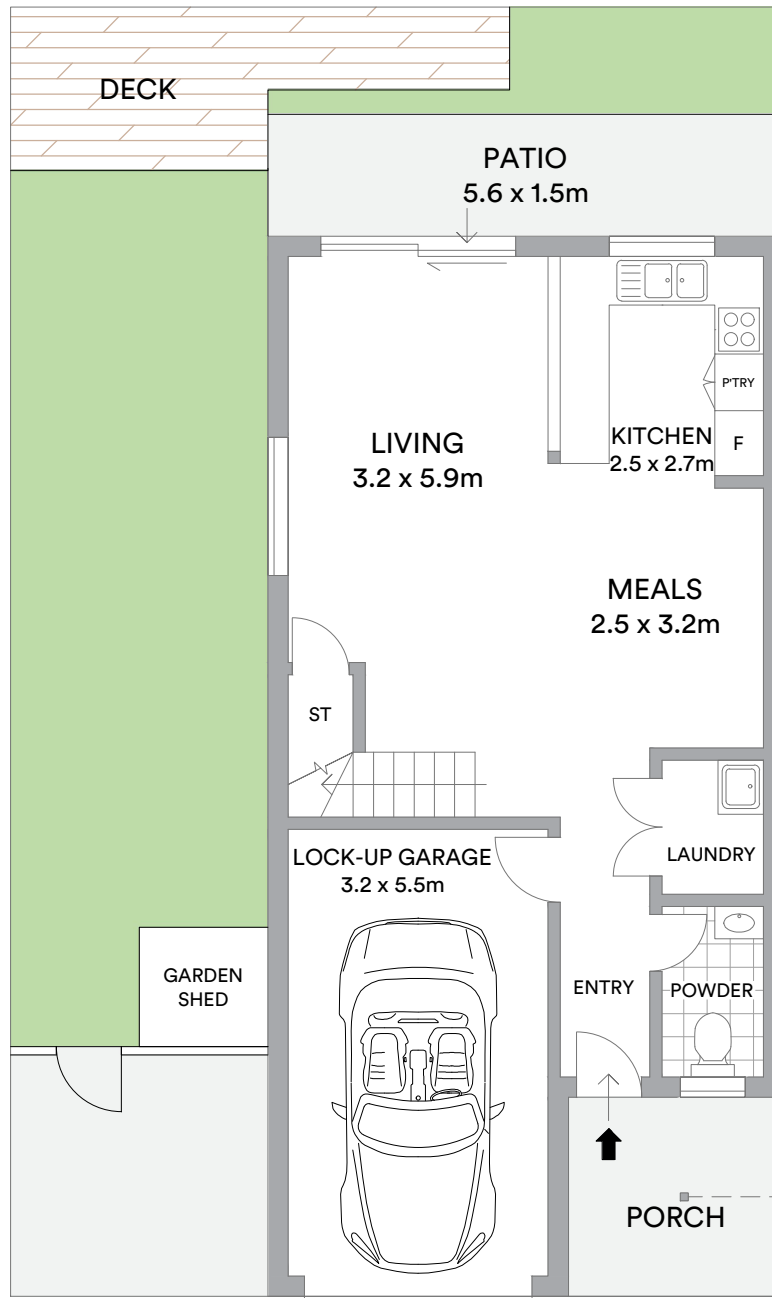 DECK
PATIO
5.6 x 1.5m
LIVING
3.2 x 5.9m
KITCHEN
2.5 x 2.7m
P'TRY
F
MEALS
2.5 x 3.2m
ST
LOCK-UP GARAGE
3.2 x 5.5m
LAUNDRY
GARDEN
SHED
ENTRY
POWDER
PORCH